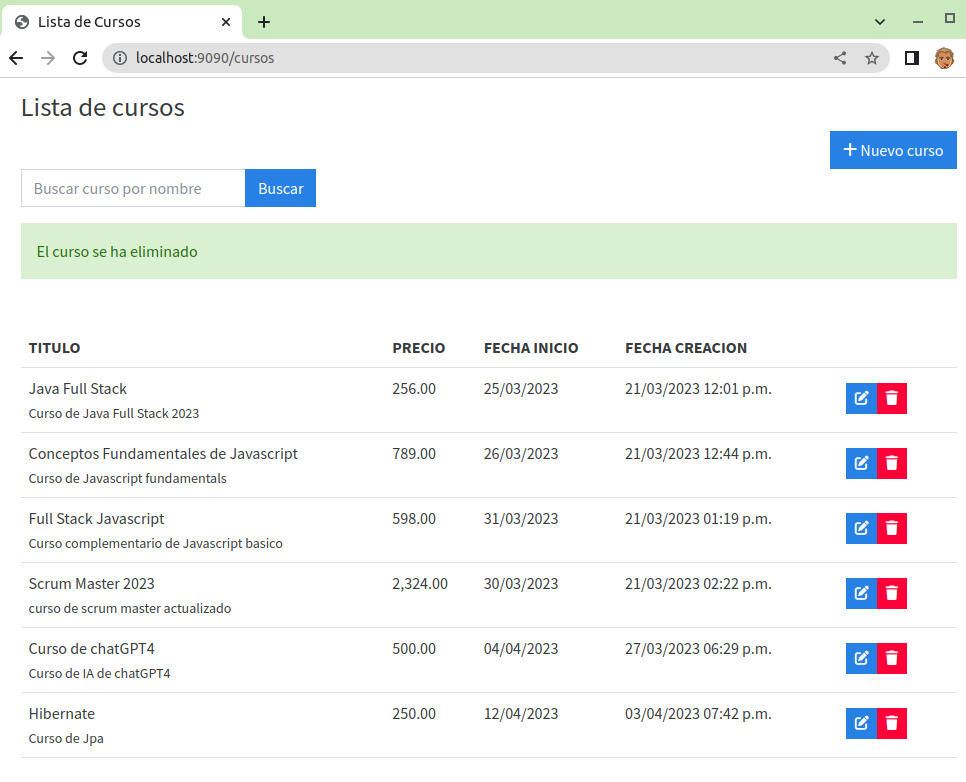 Lista de Cursos
localhost:9090/cursos
Lista de cursos
Nuevo curso
Buscar curso por nombre Buscar
El curso se ha eliminado
TITULO PRECIO FECHA INICIO FECHA CREACION
Java Full Stack 256.00 25/03/2023 21/03/2023 12:01 p.m.
Curso de Java Full Stack 2023
Conceptos Fundamentales de Javascript 789.00 26/03/2023 21/03/2023 12:44 p.m.
Curso de Javascript fundamentals
Full Stack Javascript 598.00 31/03/2023 21/03/2023 01:19 p.m.
Curso complementario de Javascript basico
Scrum Master 2023 2,324.00 30/03/2023 21/03/2023 02:22 p.m.
curso de scrum master actualizado
Curso de chatGPT4 500.00 04/04/2023 27/03/2023 06:29 p.m.
Curso de IA de chatGPT4
Hibernate 250.00 12/04/2023 03/04/2023 07:42 p.m.
Curso de Jpa